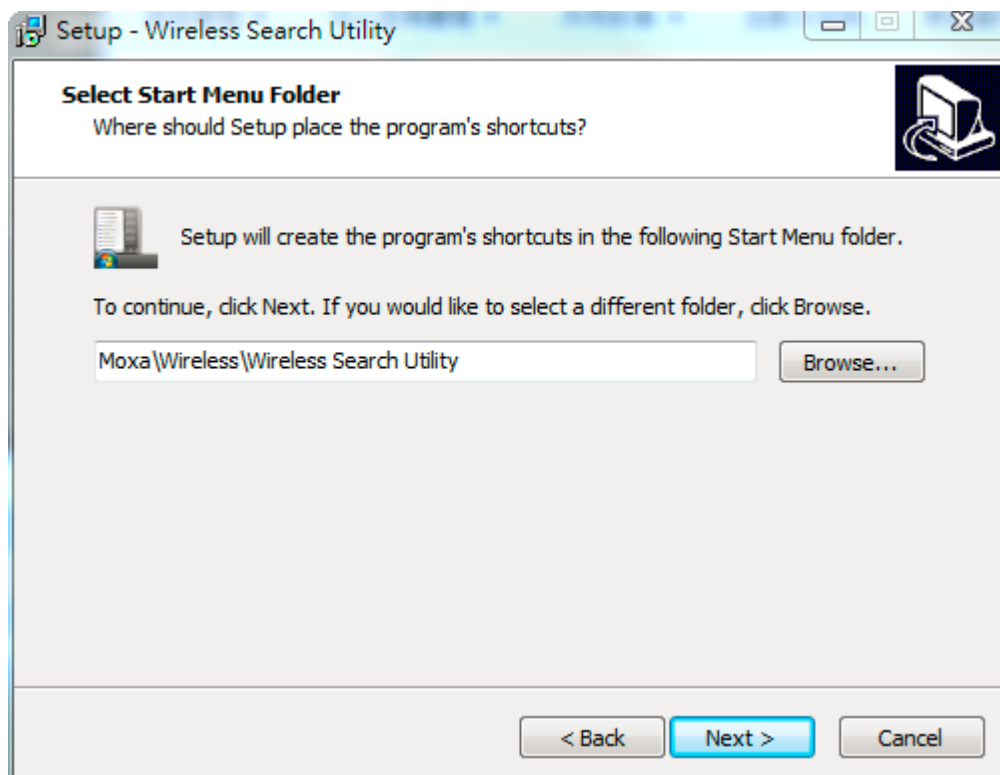 Setup - Wireless Search Utility
Select Start Menu Folder
Where should Setup place the program's shortcuts?
Setup will create the program's shortcuts in the following Start Menu folder.
To continue, click Next. If you would like to select a different folder, click Browse.
Moxa\Wireless\Wireless Search Utility
Browse...
< Back
Next >
Cancel